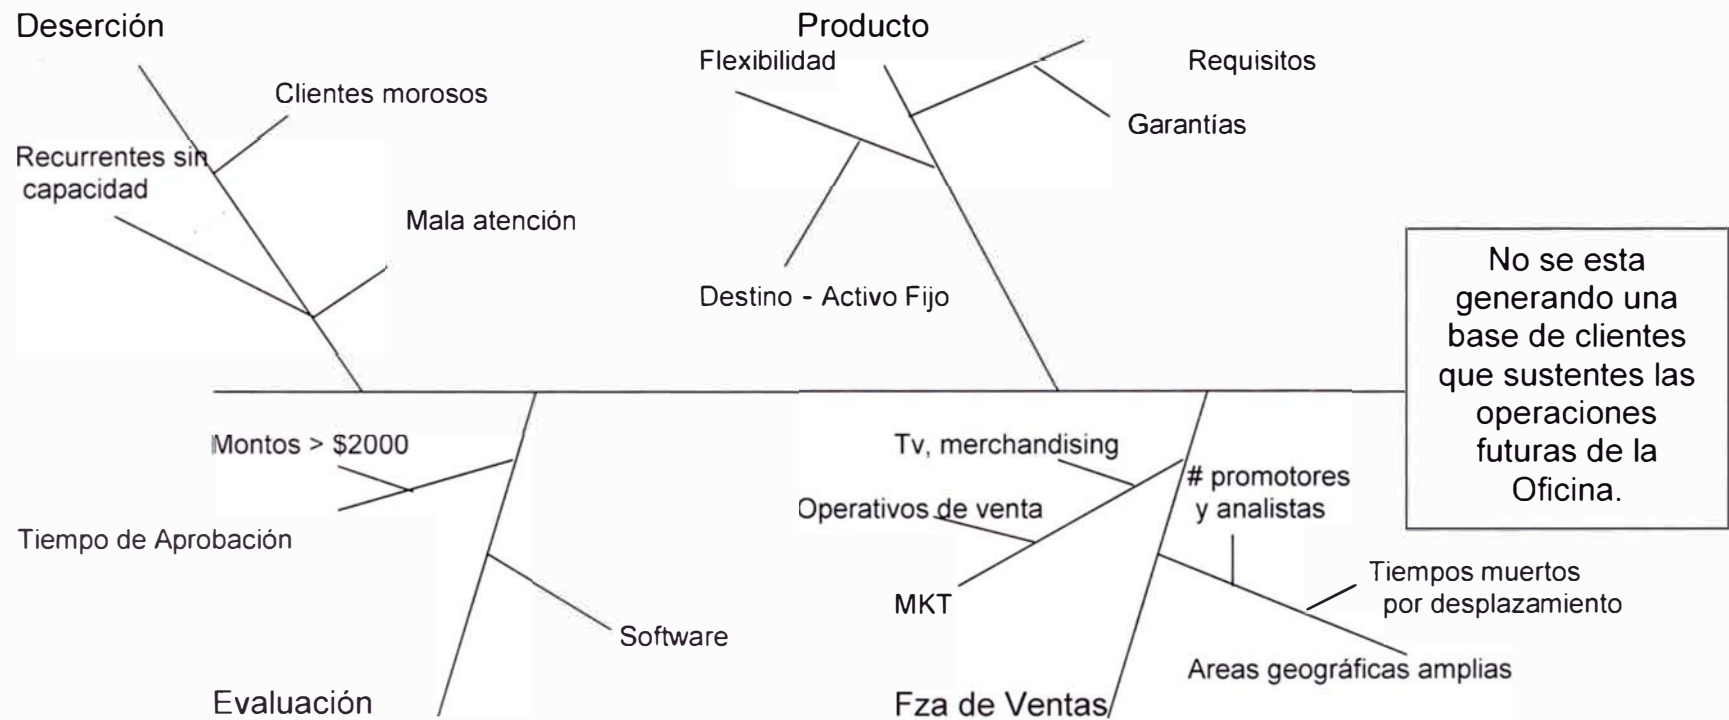 Deserción
Producto
Flexibilidad
Requisitos
Clientes morosos
Garantías
Recurrentes sin
capacidad
Mala atención
Destino - Activo Fijo
No se esta
generando una
base de clientes
que sustentes las
operaciones
futuras de la
Oficina.
Montos > $2000
Tv, merchandising
# promotores
y analistas
Operativos de venta
Tiempo de Aprobación
Tiempos muertos
por desplazamiento
MKT
Software
Areas geográficas amplias
Evaluación
Fza de Ventas